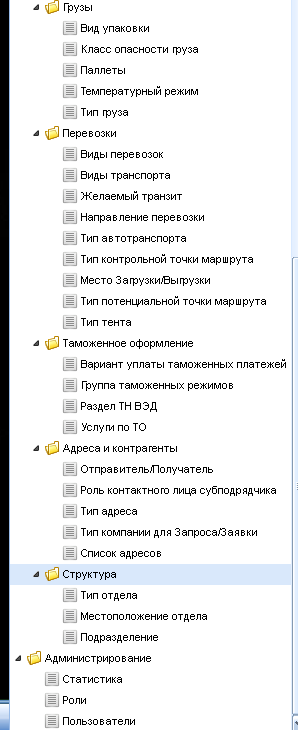 Грузы
Вид упаковки
Класс опасности груза
Паллеты
Температурный режим
Тип груза
Перевозки
Виды перевозок
Виды транспорта
Желаемый транзит
Направление перевозки
Тип автотранспорта
Тип контрольной точки маршрута
Место Загрузки/Выгрузки
Тип потенциальной точки маршрута
Тип тента
Таможенное оформление
Вариант уплаты таможенных платежей
Группа таможенных режимов
Раздел ТН ВЭД
Услуги по ТО
Адреса и контрагенты
Отправитель/Получатель
Роль контактного лица субподрядчика
Тип адреса
Тип компании для Запроса/Заявки
Список адресов
Структура
Тип отдела
Местоположение отдела
Подразделение
Администрирование
Статистика
Роли
Пользователи